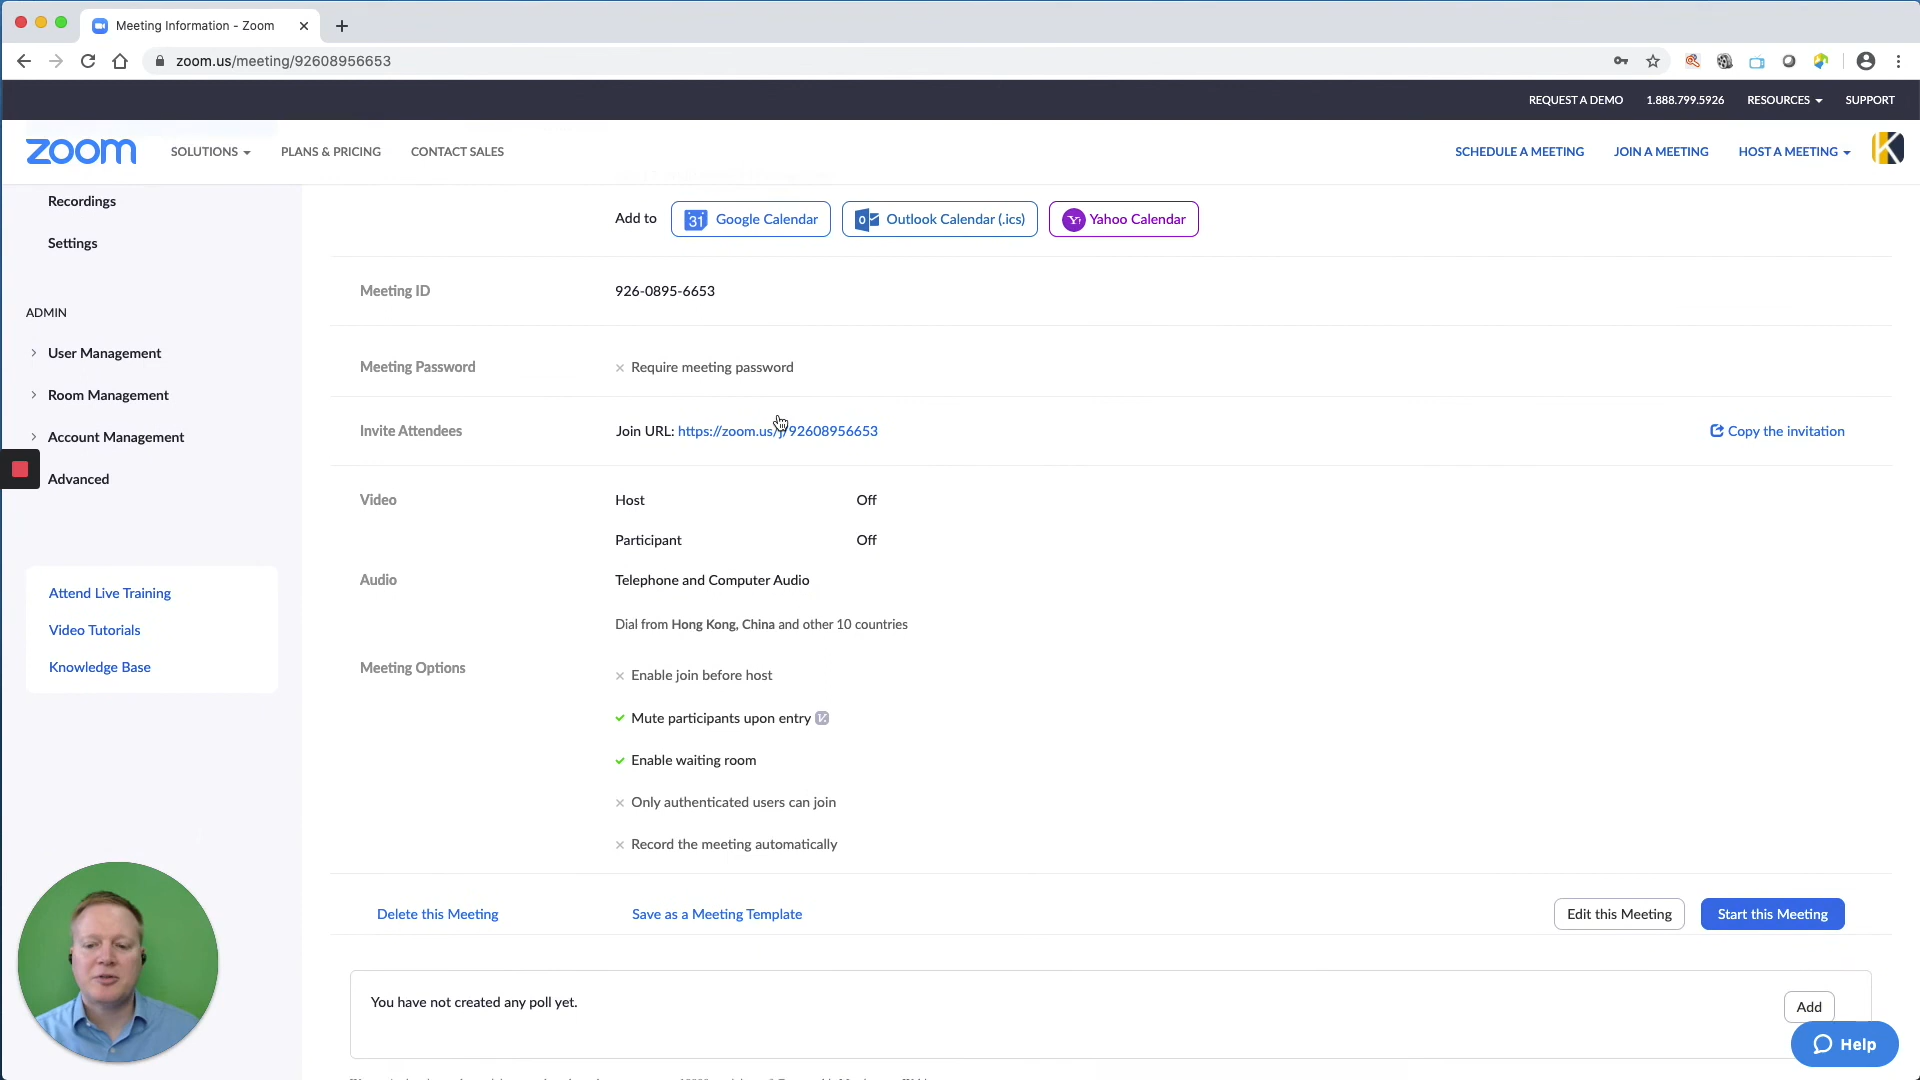 Meeting Information - Zoom
zoom.us/meeting/92608956653
REQUEST A DEMO 1.888.799.5926 RESOURCES SUPPORT
zoom SOLUTIONS PLANS & PRICING CONTACT SALES SCHEDULE A MEETING JOIN A MEETING HOST A MEETING K
Recordings
Settings
ADMIN
User Management
Room Management
Account Management
Advanced
Attend Live Training
Video Tutorials
Knowledge Base
Add to 31 Google Calendar Outlook Calendar (.ics) Yahoo Calendar
Meeting ID 926-0895-6653
Meeting Password Require meeting password
Invite Attendees Join URL: https://zoom.us/j/92608956653 Copy the invitation
Video Host Off
Participant Off
Audio Telephone and Computer Audio
Dial from Hong Kong, China and other 10 countries
Meeting Options Enable join before host
Mute participants upon entry
Enable waiting room
Only authenticated users can join
Record the meeting automatically
Delete this Meeting Save as a Meeting Template Edit this Meeting Start this Meeting
You have not created any poll yet. Add
Help